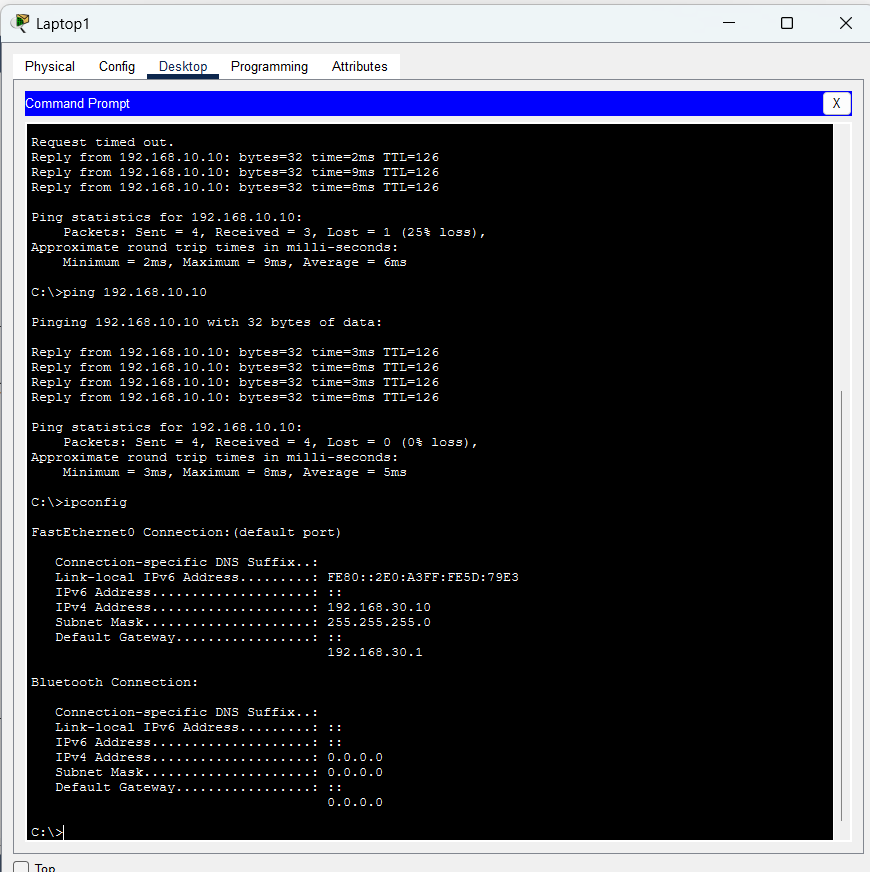 Laptop1
Physical Config Desktop Programming Attributes
Command Prompt X
Request timed out.
Reply from 192.168.10.10: bytes=32 time=2ms TTL=126
Reply from 192.168.10.10: bytes=32 time=9ms TTL=126
Reply from 192.168.10.10: bytes=32 time=8ms TTL=126
Ping statistics for 192.168.10.10:
Packets: Sent = 4, Received = 3, Lost = 1 (25% loss),
Approximate round trip times in milli-seconds:
Minimum = 2ms, Maximum = 9ms, Average = 6ms
C:\>ping 192.168.10.10
Pinging 192.168.10.10 with 32 bytes of data:
Reply from 192.168.10.10: bytes=32 time=3ms TTL=126
Reply from 192.168.10.10: bytes=32 time=8ms TTL=126
Reply from 192.168.10.10: bytes=32 time=3ms TTL=126
Reply from 192.168.10.10: bytes=32 time=8ms TTL=126
Ping statistics for 192.168.10.10:
Packets: Sent = 4, Received = 4, Lost = 0 (0% loss),
Approximate round trip times in milli-seconds:
Minimum = 3ms, Maximum = 8ms, Average = 5ms
C:\>ipconfig
FastEthernet0 Connection:(default port)
Connection-specific DNS Suffix..:
Link-local IPv6 Address.........: FE80::2E0:A3FF:FE5D:79E3
IPv6 Address....................: ::
IPv4 Address....................: 192.168.30.10
Subnet Mask.....................: 255.255.255.0
Default Gateway.................: ::
192.168.30.1
Bluetooth Connection:
Connection-specific DNS Suffix..:
Link-local IPv6 Address.........: ::
IPv6 Address....................: ::
IPv4 Address....................: 0.0.0.0
Subnet Mask.....................: 0.0.0.0
Default Gateway.................: ::
0.0.0.0
C:\>
Top